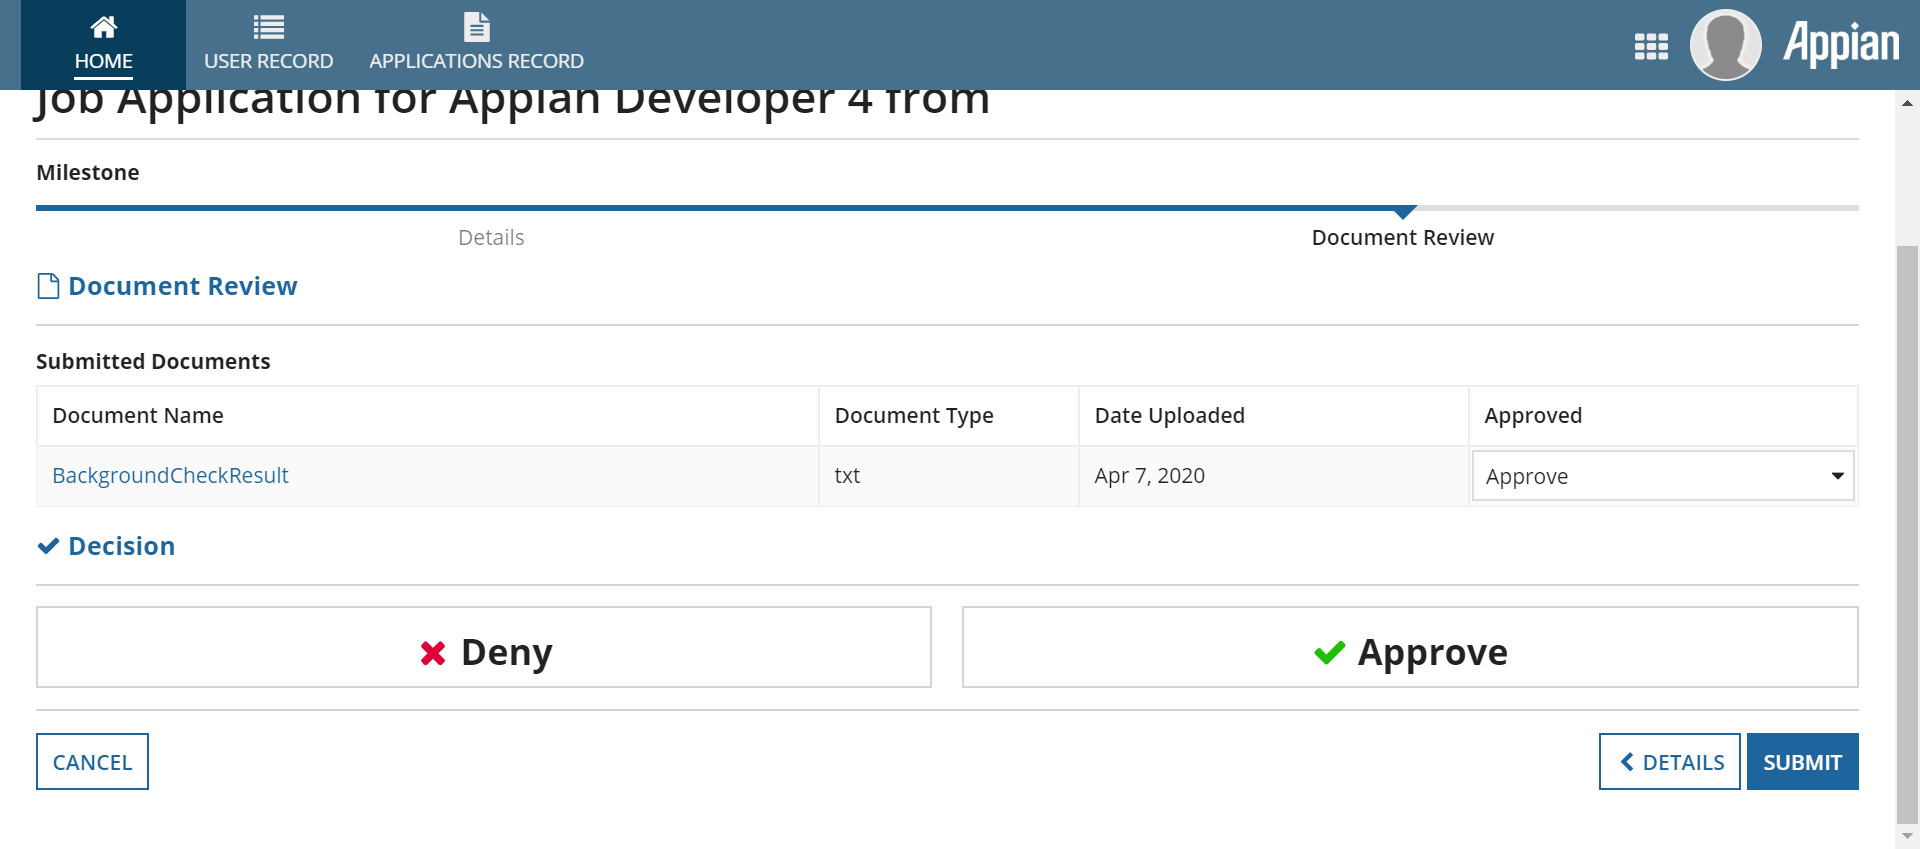 HOME
USER RECORD
APPLICATIONS RECORD
Appian
Job Application for Appian Developer 4 from
Milestone
Details
Document Review
Document Review
Submitted Documents
Document Name
Document Type
Date Uploaded
Approved
BackgroundCheckResult
txt
Apr 7, 2020
Approve
Decision
Deny
Approve
CANCEL
DETAILS
SUBMIT